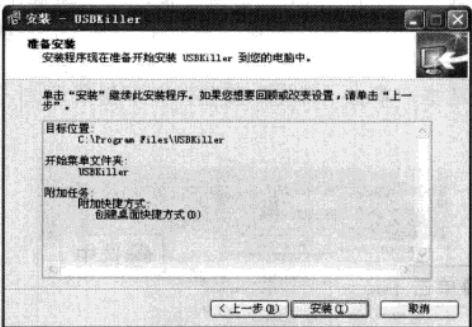 安装 - USBKiller
准备安装
安装程序现在准备开始安装 USBKiller 到您的电脑中。
单击“安装”继续此安装程序。如果您想要回顾或改变设置，请单击“上一
步”。
目标位置:
C:\Program Files\USBKiller
开始菜单文件夹:
USBKiller
附加任务:
附加快捷方式:
创建桌面快捷方式(D)
< 上一步(B)
安装(I)
取消